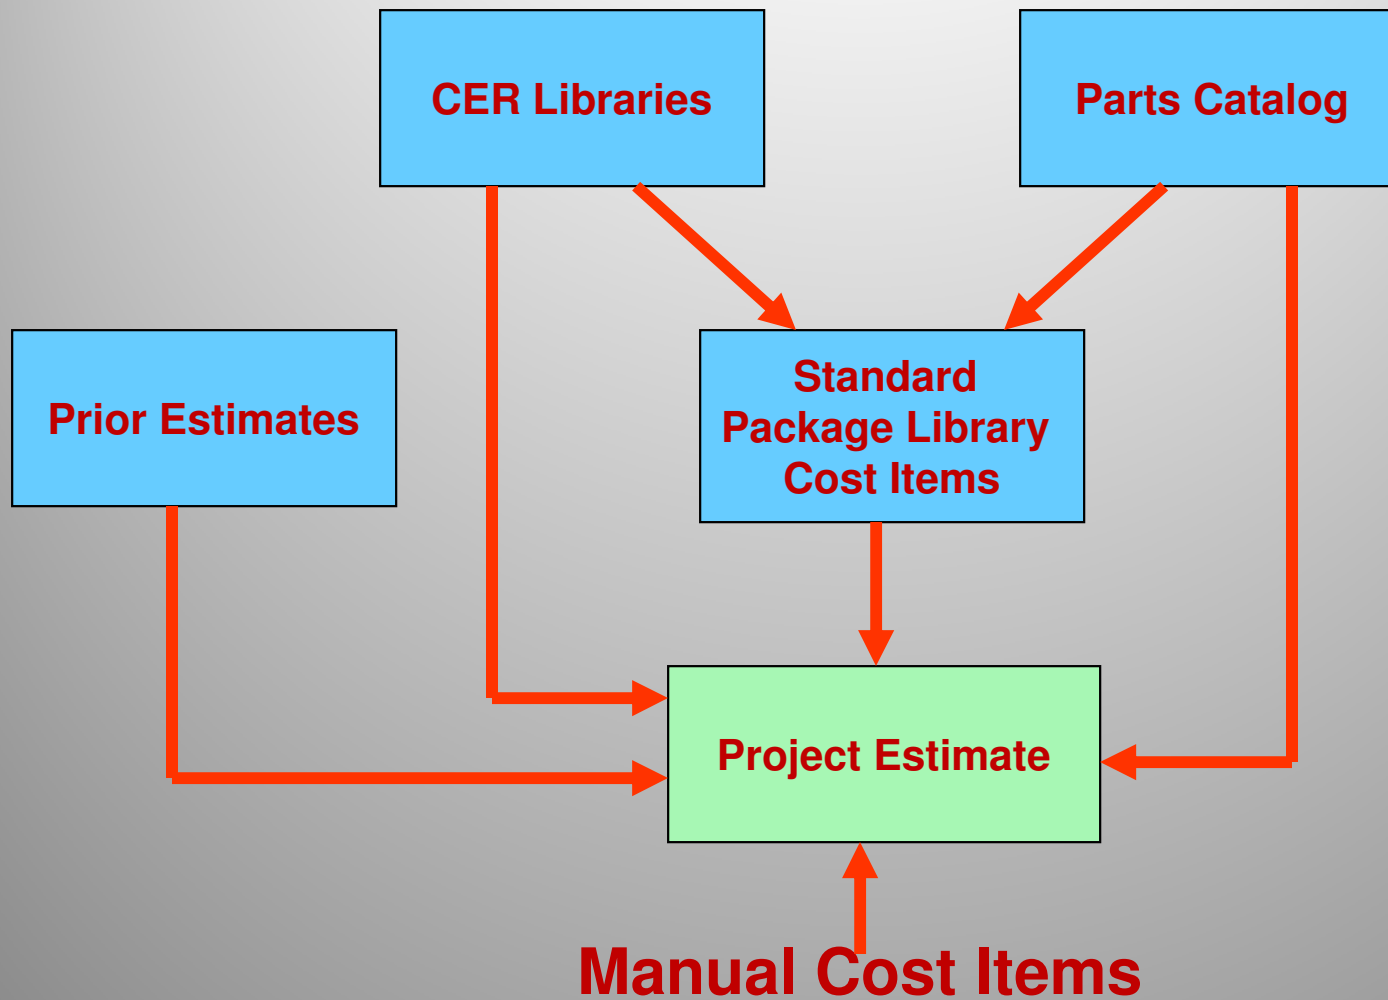 CER Libraries
Parts Catalog
Prior Estimates
Standard
Package Library
Cost Items
Project Estimate
Manual Cost Items